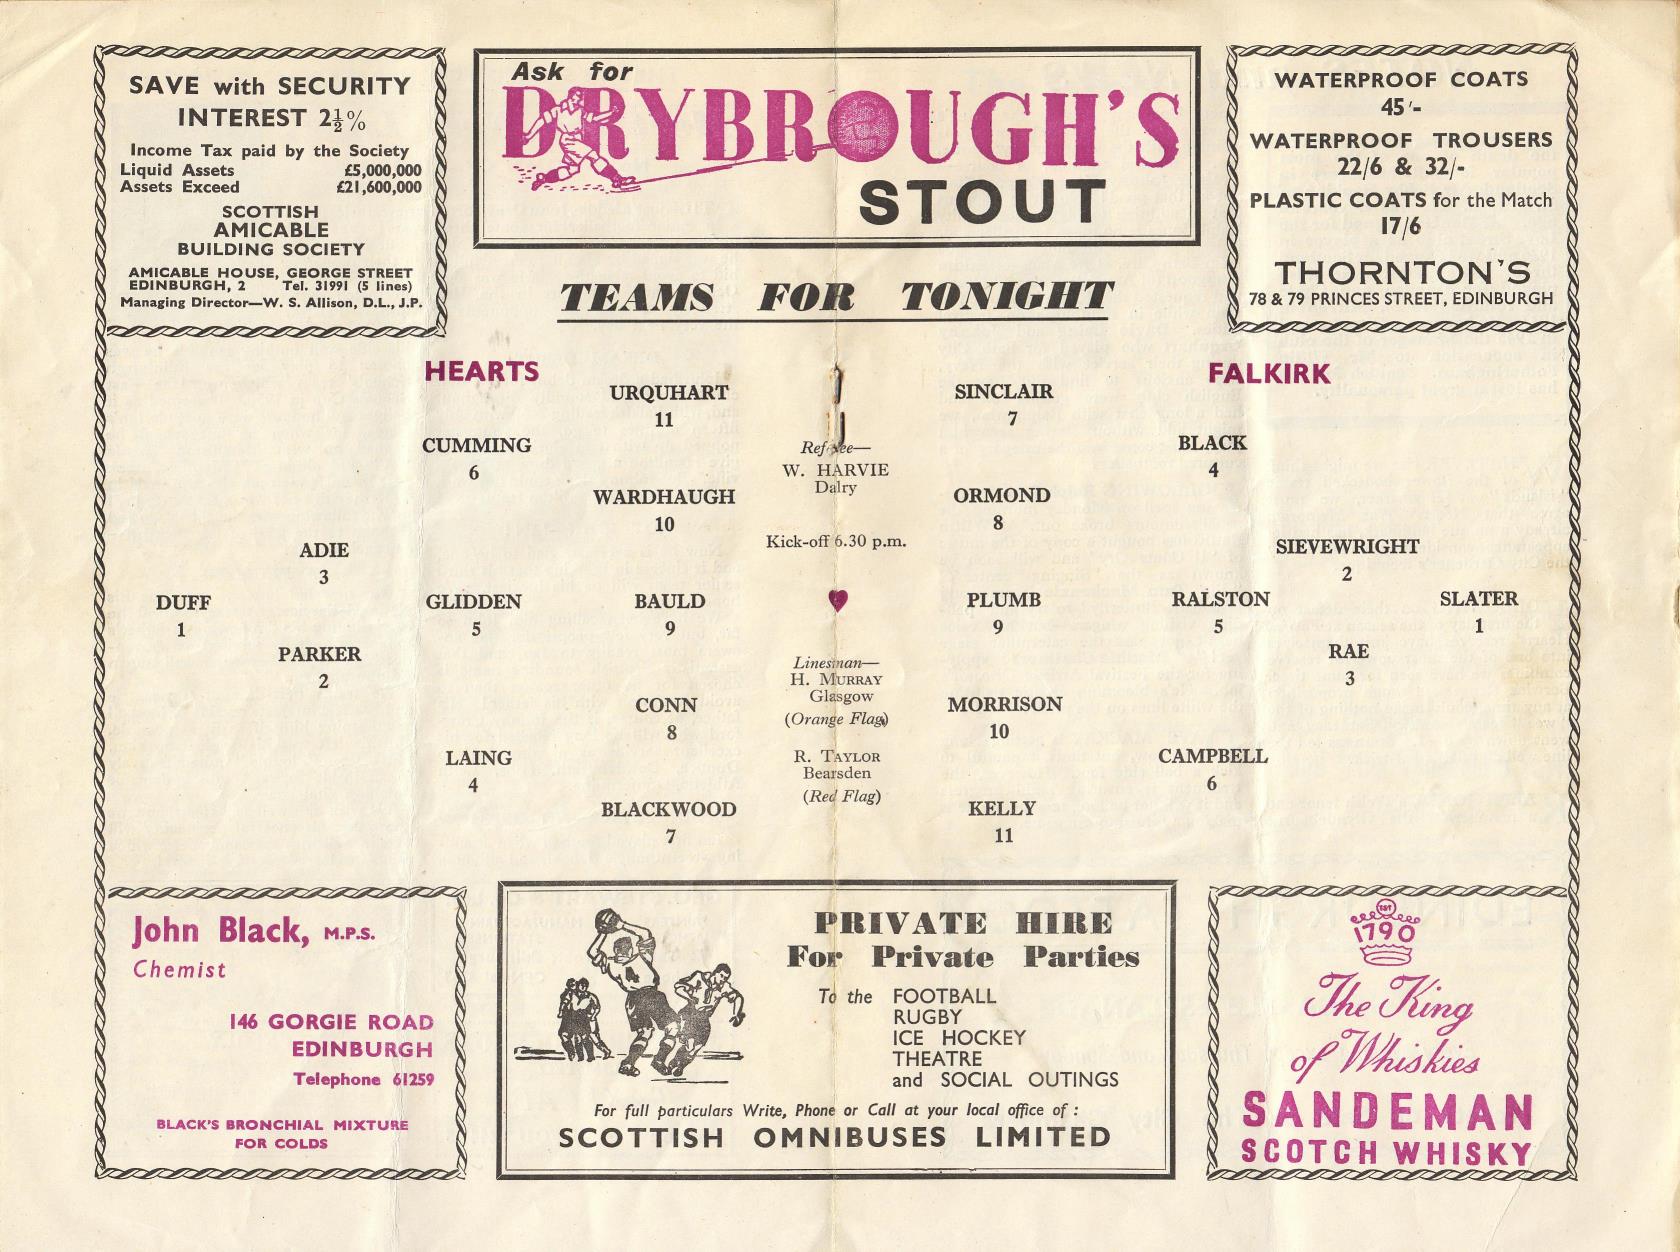 SAVE with SECURITY
INTEREST 2½%
Income Tax paid by the Society
Liquid Assets £5,000,000
Assets Exceed £21,600,000
SCOTTISH
AMICABLE
BUILDING SOCIETY
AMICABLE HOUSE, GEORGE STREET
EDINBURGH, 2 Tel. 31991 (5 lines)
Managing Director—W. S. Allison, D.L., J.P.
Ask for
DRYBROUGH'S
STOUT
WATERPROOF COATS
45'-
WATERPROOF TROUSERS
22/6 & 32/-
PLASTIC COATS for the Match
17/6
THORNTON'S
78 & 79 PRINCES STREET, EDINBURGH
TEAMS FOR TONIGHT
HEARTS
URQUHART
11
CUMMING
6
WARDHAUGH
10
ADIE
3
DUFF
1
GLIDDEN
5
BAULD
9
PARKER
2
CONN
8
LAING
4
BLACKWOOD
7
Referee—
W. HARVIE
Dalry
Kick-off 6.30 p.m.
Linesman—
H. MURRAY
Glasgow
(Orange Flag)
R. TAYLOR
Bearsden
(Red Flag)
FALKIRK
SINCLAIR
7
BLACK
4
ORMOND
8
SIEVEWRIGHT
2
PLUMB
9
RALSTON
5
SLATER
1
RAE
3
MORRISON
10
CAMPBELL
6
KELLY
11
John Black, M.P.S.
Chemist
146 GORGIE ROAD
EDINBURGH
Telephone 61259
BLACK'S BRONCHIAL MIXTURE
FOR COLDS
4
PRIVATE HIRE
For Private Parties
To the FOOTBALL
RUGBY
ICE HOCKEY
THEATRE
and SOCIAL OUTINGS
For full particulars Write, Phone or Call at your local office of :
SCOTTISH OMNIBUSES LIMITED
EST
1790
The King
of Whiskies
SANDEMAN
SCOTCH WHISKY